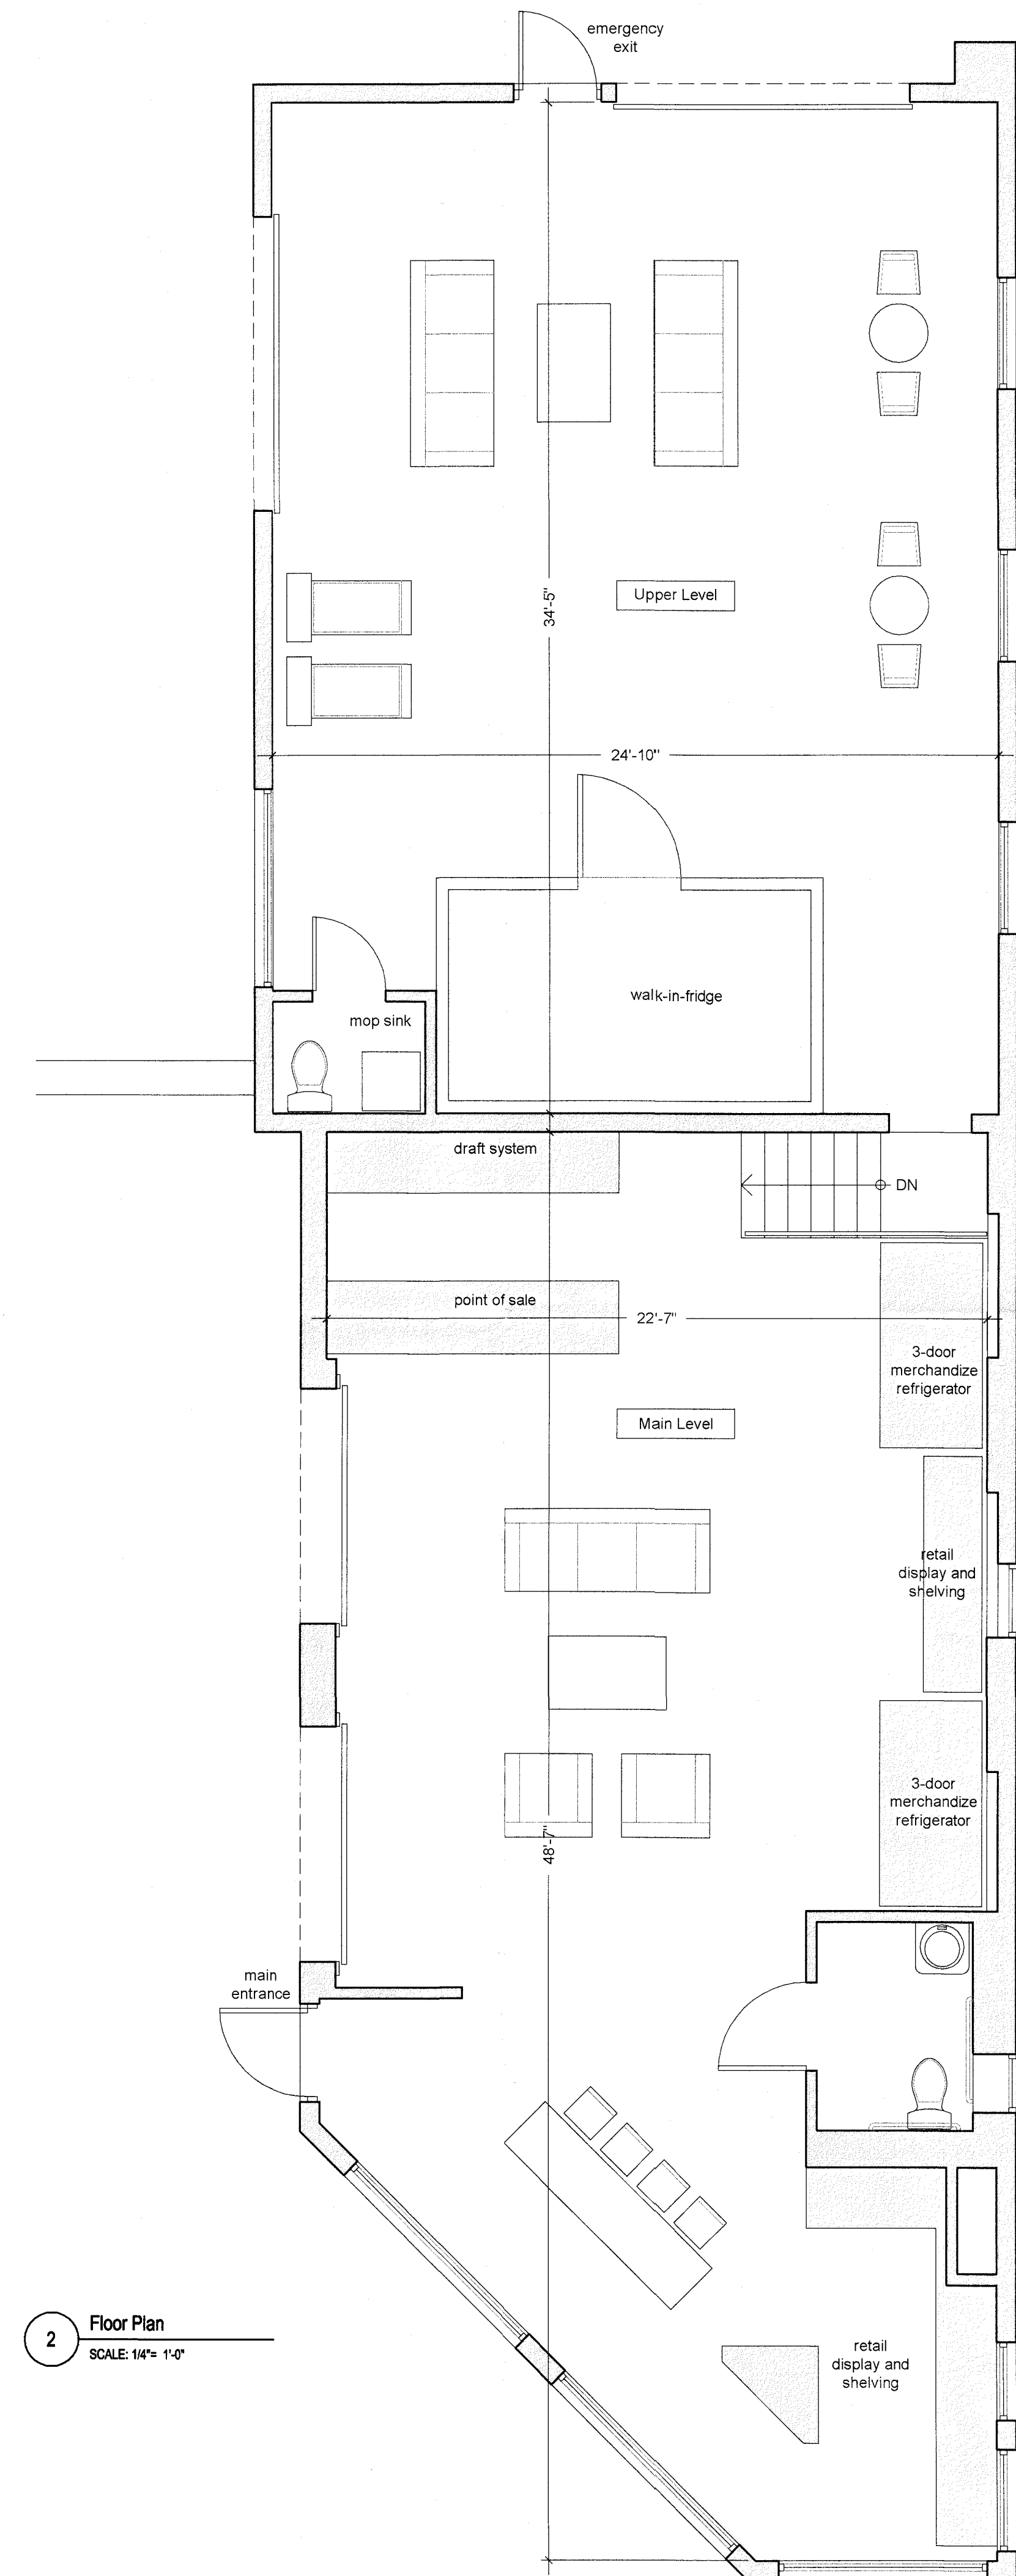 emergency
exit
34'-5"
Upper Level
24'-10"
walk-in-fridge
mop sink
draft system
DN
point of sale
22'-7"
3-door
merchandize
refrigerator
Main Level
retail
display and
shelving
3-door
merchandize
refrigerator
48'-7"
main
entrance
2
Floor Plan
SCALE: 1/4"= 1'-0"
retail
display and
shelving